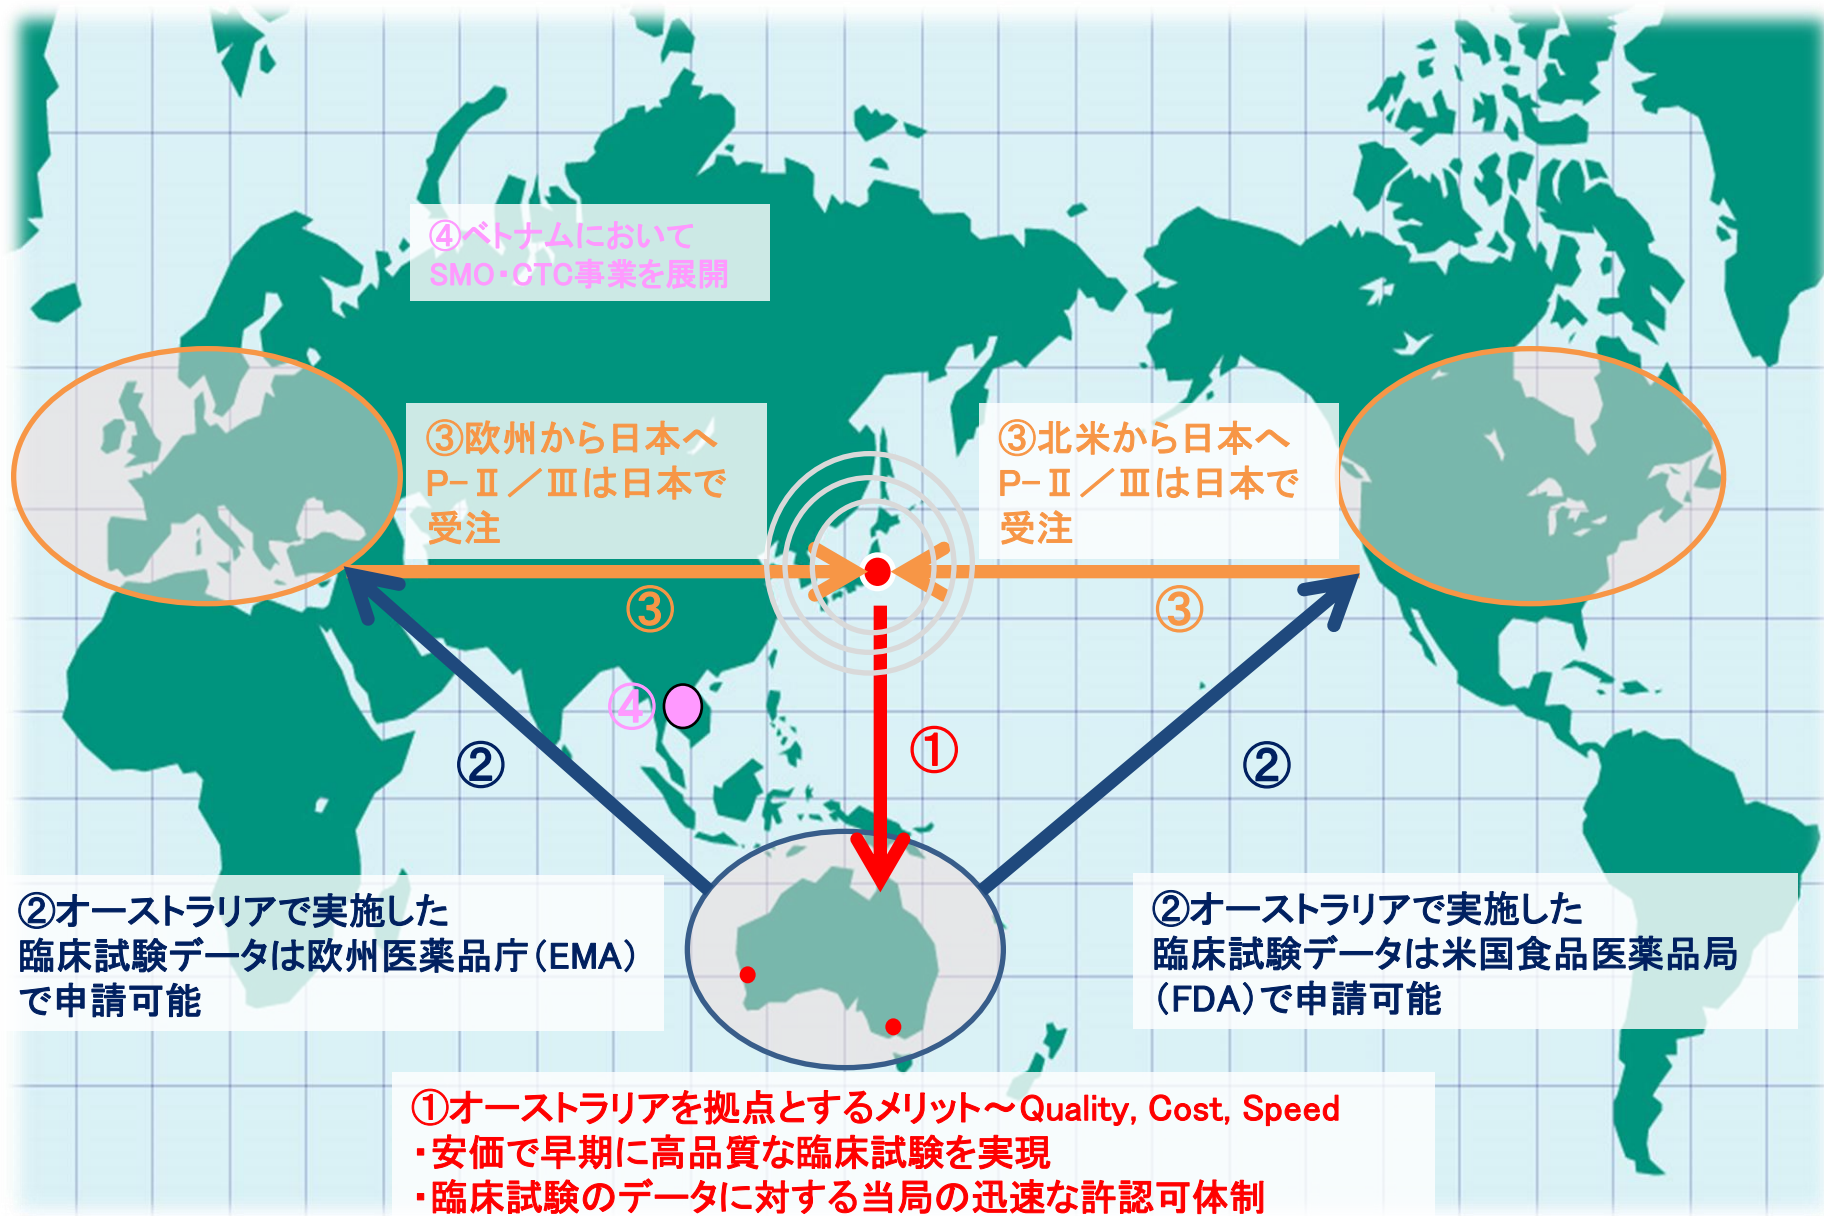 ④ベトナムにおいて
SMO・CTC事業を展開
③欧州から日本へ
P-Ⅱ／Ⅲは日本で
受注
③北米から日本へ
P-Ⅱ／Ⅲは日本で
受注
③
③
④
①
②
②
②オーストラリアで実施した
臨床試験データは欧州医薬品庁（EMA）
で申請可能
②オーストラリアで実施した
臨床試験データは米国食品医薬品局
（FDA）で申請可能
①オーストラリアを拠点とするメリット～Quality, Cost, Speed
・安価で早期に高品質な臨床試験を実現
・臨床試験のデータに対する当局の迅速な許認可体制